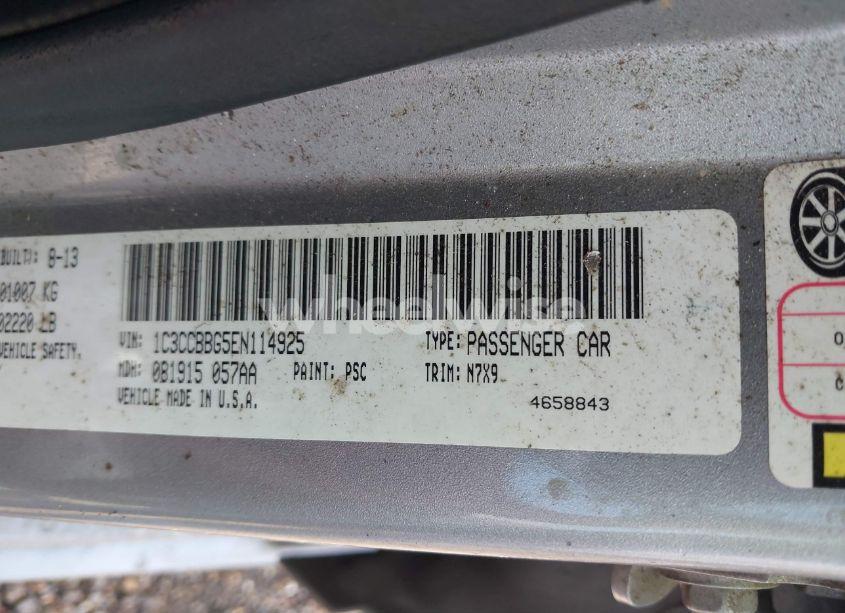 BUILT): 8-13
01007 KG
02220 LB
VEHICLE SAFETY.
VIN: 1C3CCBBG5EN114925 TYPE: PASSENGER CAR
MDH: 081915 057AA PAINT: PSC TRIM: N7X9
VEHICLE MADE IN U.S.A. 4658843
wheelwise